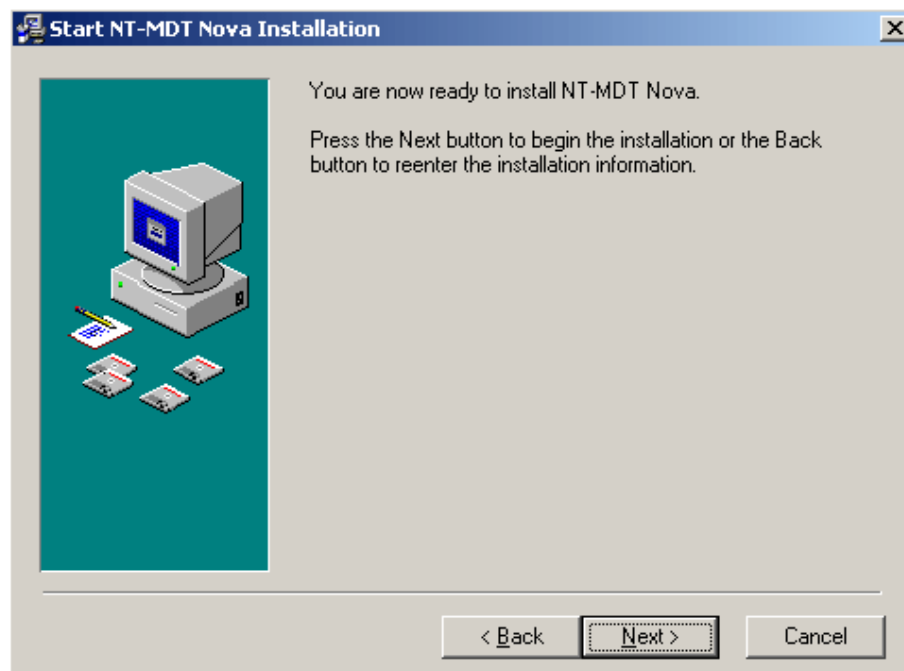 Start NT-MDT Nova Installation
You are now ready to install NT-MDT Nova.
Press the Next button to begin the installation or the Back
button to reenter the installation information.
< Back
Next >
Cancel